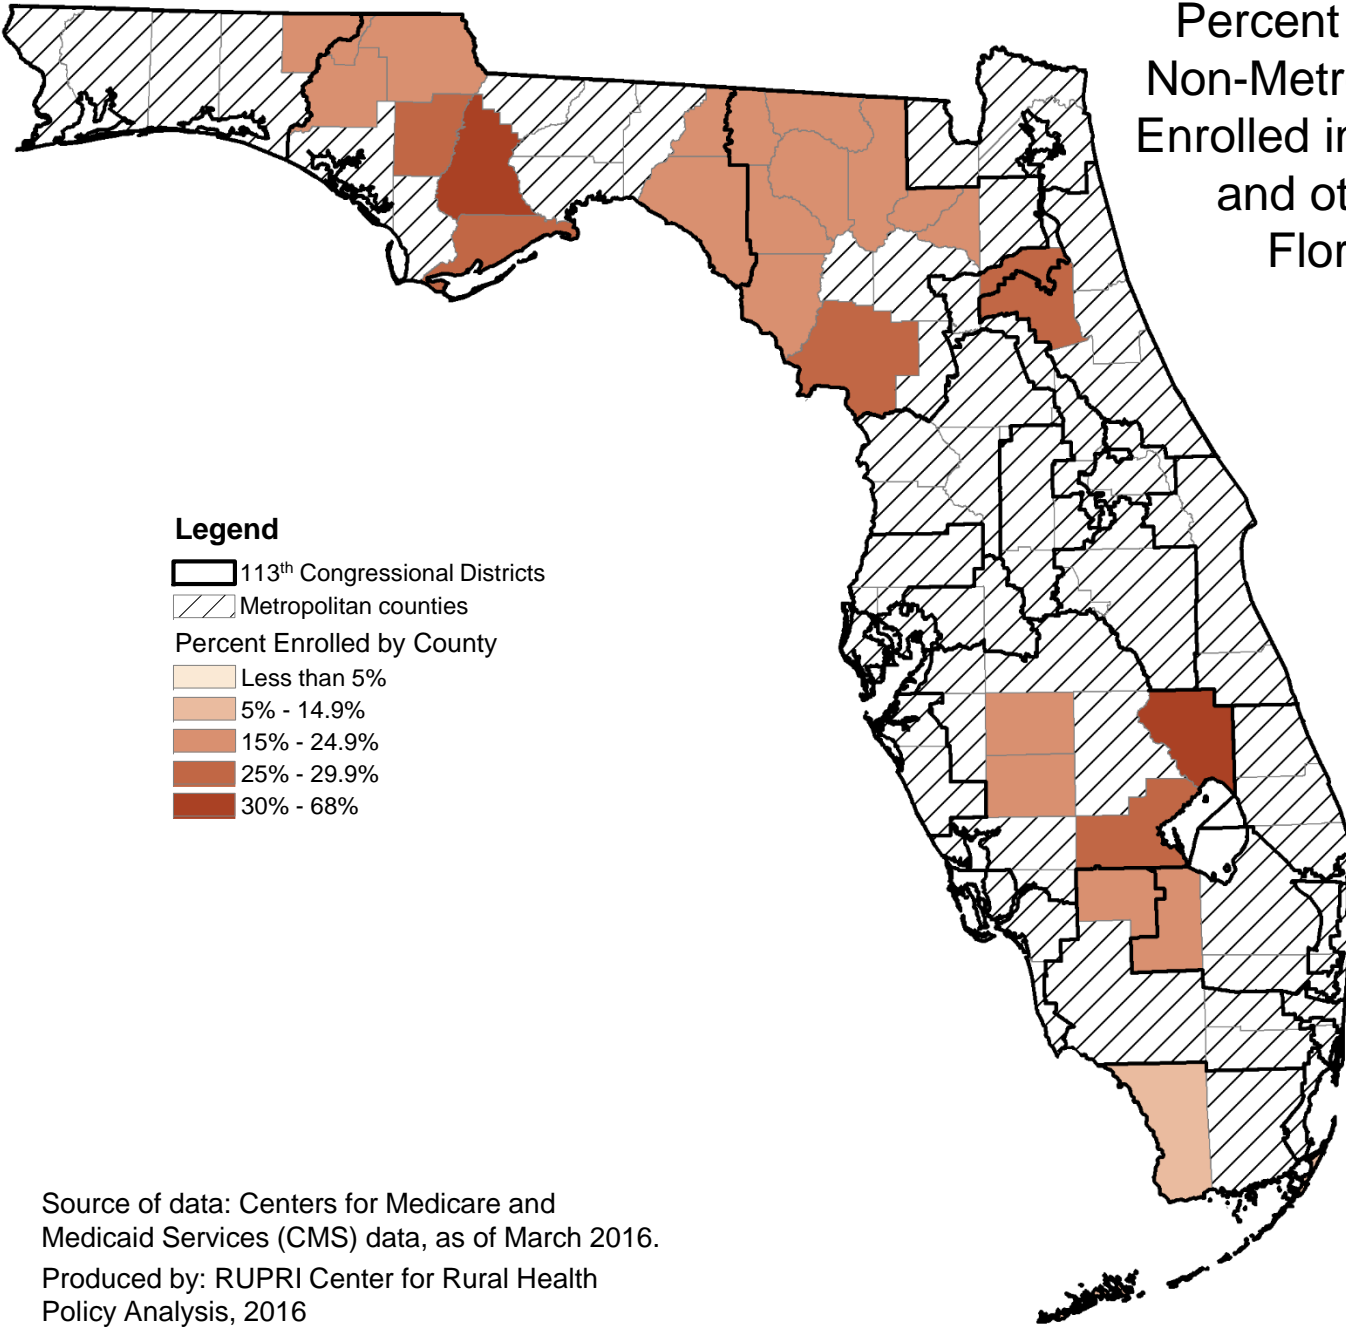 Percent
Non-Metr
Enrolled in
and ot
Flor
Legend
113th Congressional Districts
Metropolitan counties
Percent Enrolled by County
Less than 5%
5% - 14.9%
15% - 24.9%
25% - 29.9%
30% - 68%
Source of data: Centers for Medicare and
Medicaid Services (CMS) data, as of March 2016.
Produced by: RUPRI Center for Rural Health
Policy Analysis, 2016